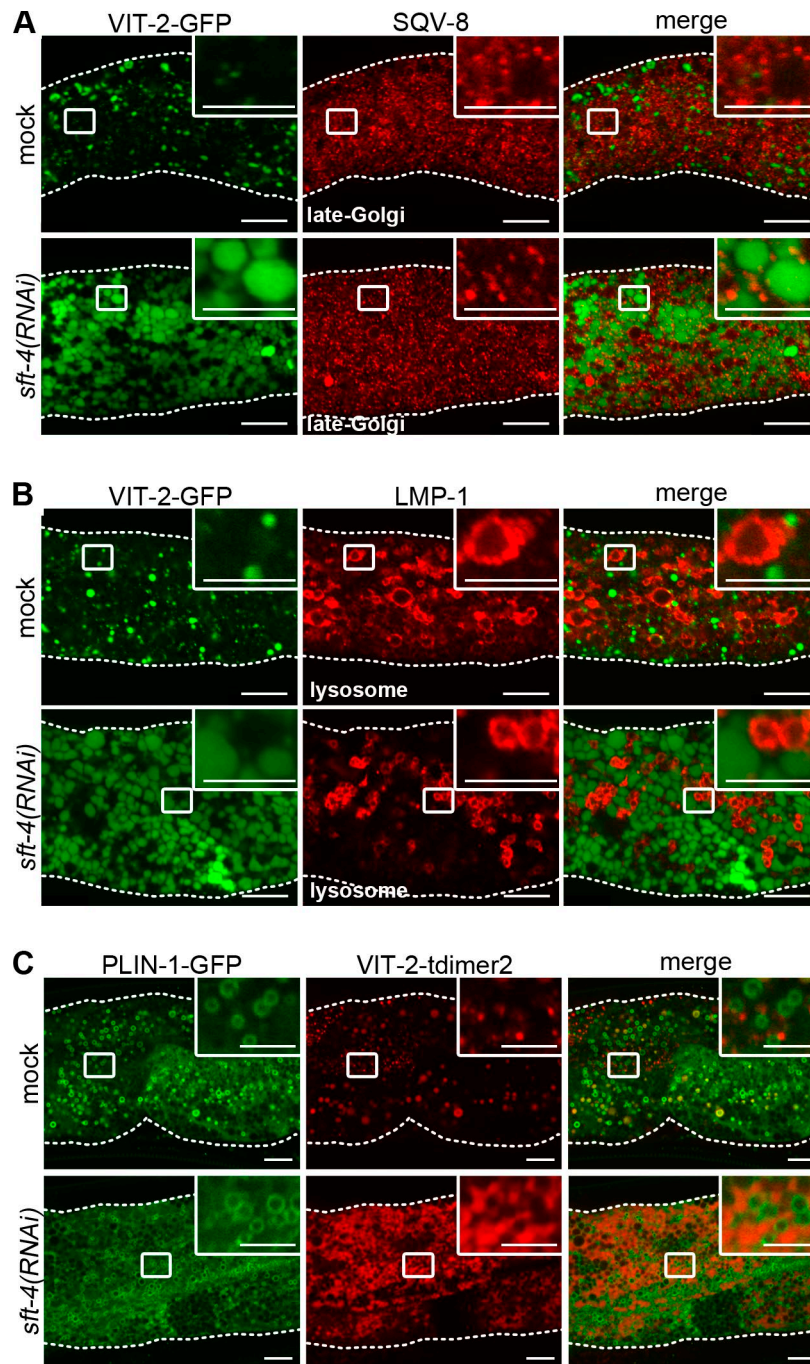 A
VIT-2-GFP SQV-8 merge
mock
late-Golgi
sft-4(RNAi)
late-Golgi
B
VIT-2-GFP LMP-1 merge
mock
lysosome
sft-4(RNAi)
lysosome
C
PLIN-1-GFP VIT-2-tdimer2 merge
mock
sft-4(RNAi)